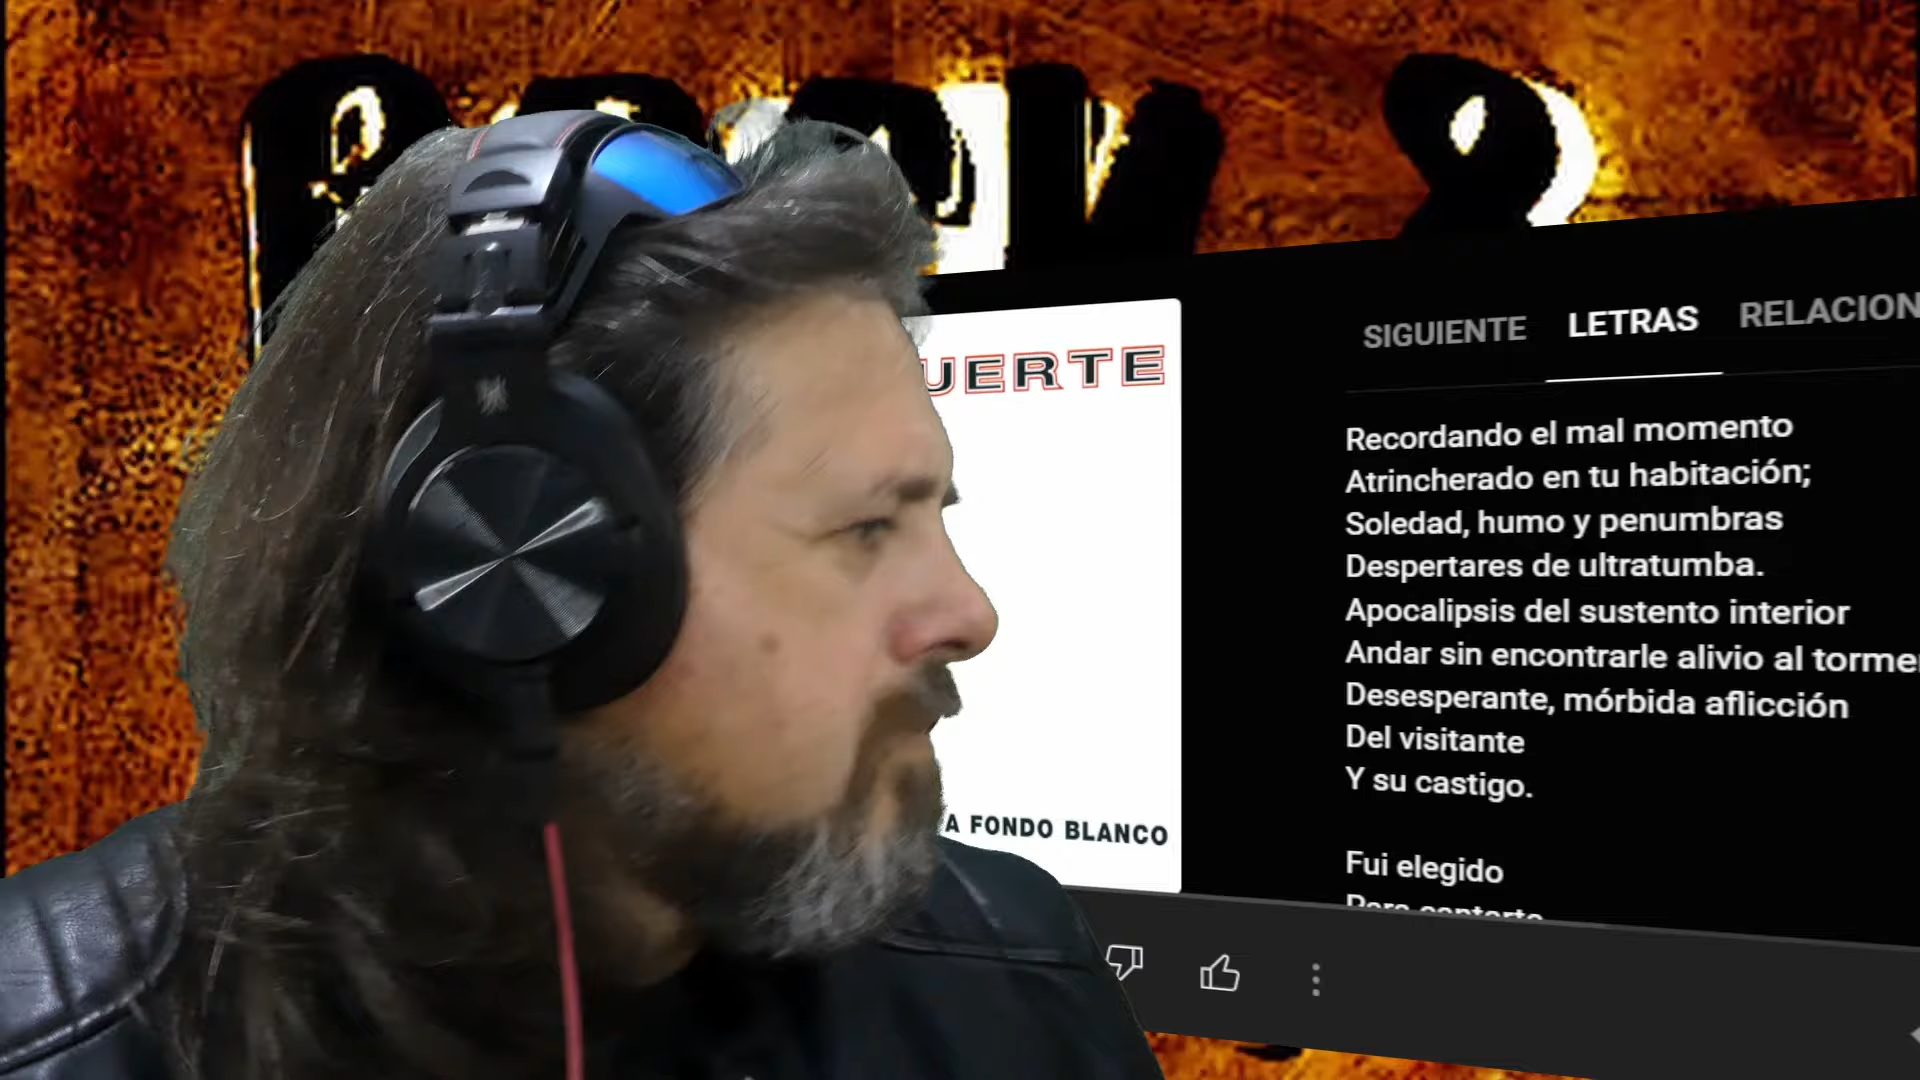 SIGUIENTE LETRAS RELACION
UERTE
Recordando el mal momento
Atrincherado en tu habitación;
Soledad, humo y penumbras
Despertares de ultratumba.
Apocalipsis del sustento interior
Andar sin encontrarle alivio al torme
Desesperante, mórbida aflicción
Del visitante
Y su castigo.
A FONDO BLANCO
Fui elegido